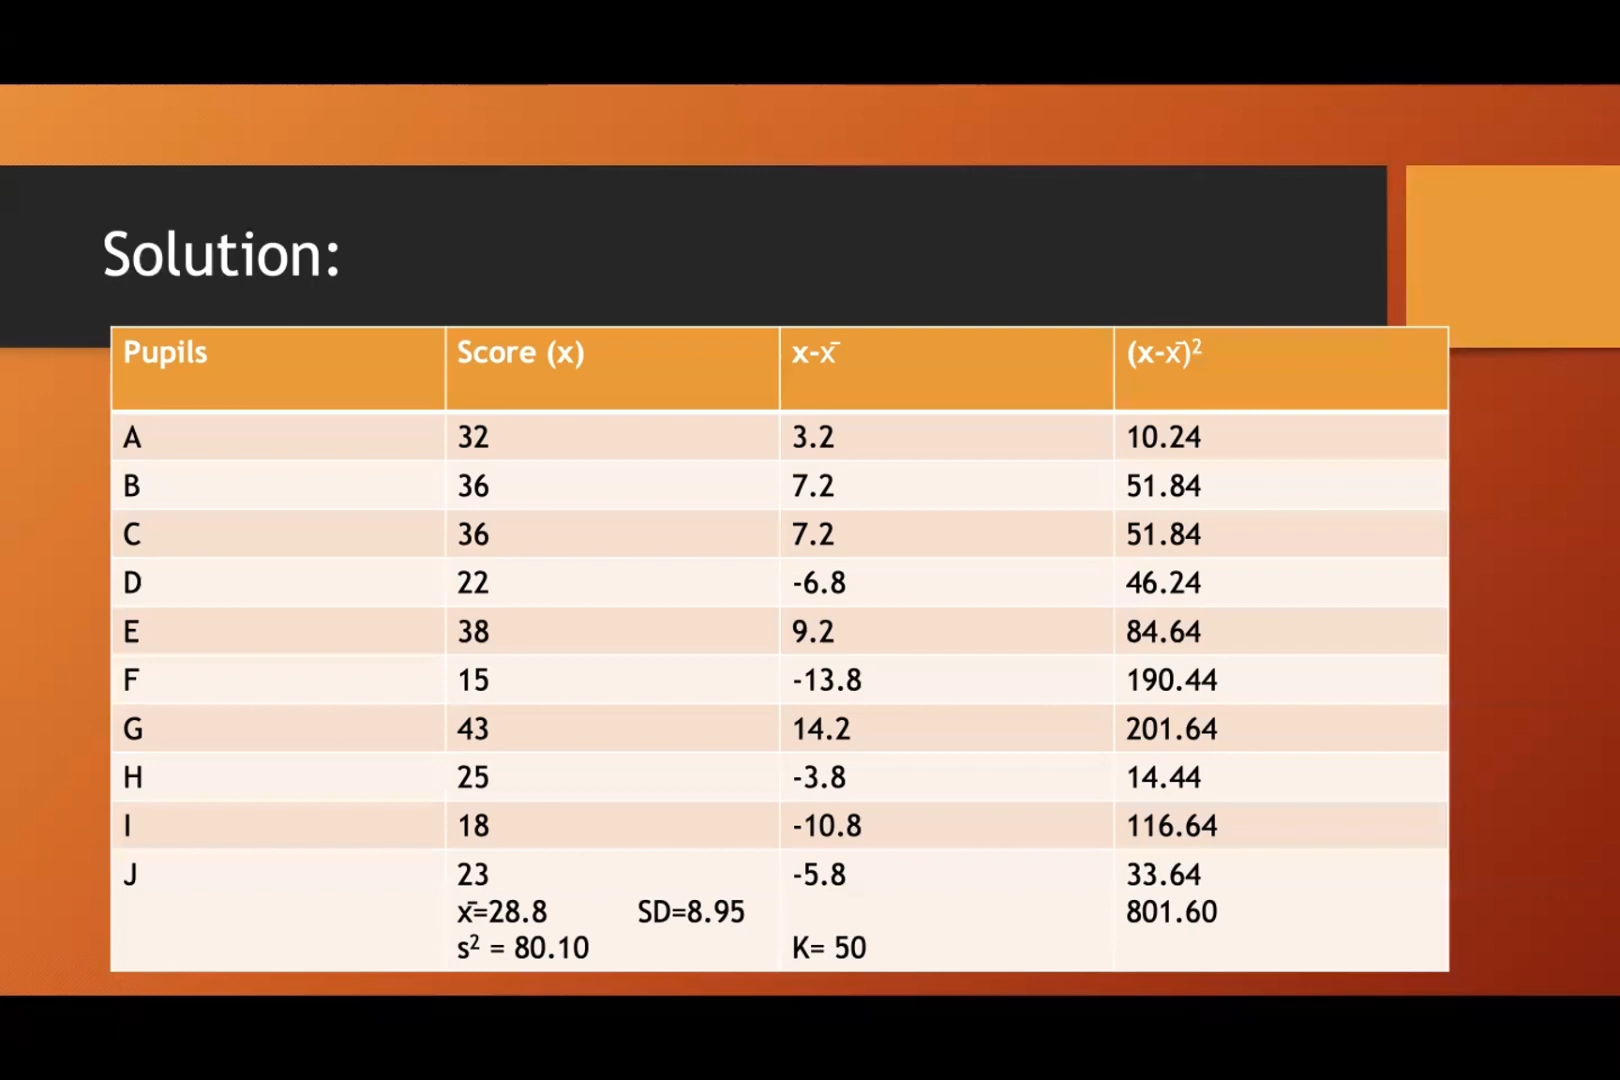 Solution:
Pupils Score (x) x-x̄ (x-x̄)²
A 32 3.2 10.24
B 36 7.2 51.84
C 36 7.2 51.84
D 22 -6.8 46.24
E 38 9.2 84.64
F 15 -13.8 190.44
G 43 14.2 201.64
H 25 -3.8 14.44
I 18 -10.8 116.64
J 23 -5.8 33.64
x̄=28.8 SD=8.95 801.60
s² = 80.10 K= 50